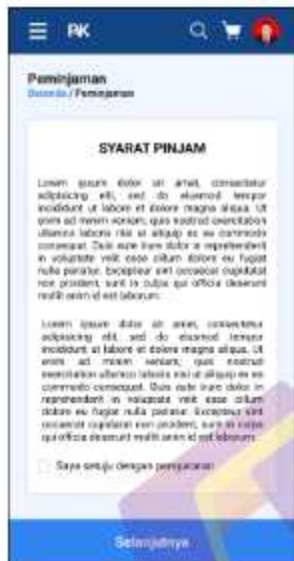 RK
Peminjaman
Beranda / Peminjaman
SYARAT PINJAM
Lorem ipsum dolor sit amet, consectetur
adipiscing elit, sed do eiusmod tempor
incididunt ut labore et dolore magna aliqua. Ut
enim ad minim veniam, quis nostrud exercitation
ullamco laboris nisi ut aliquip ex ea commodo
consequat. Duis aute irure dolor in reprehenderit
in voluptate velit esse cillum dolore eu fugiat
nulla pariatur. Excepteur sint occaecat cupidatat
non proident, sunt in culpa qui officia deserunt
mollit anim id est laborum.
Lorem ipsum dolor sit amet, consectetur
adipiscing elit, sed do eiusmod tempor
incididunt ut labore et dolore magna aliqua. Ut
enim ad minim veniam, quis nostrud
exercitation ullamco laboris nisi ut aliquip ex ea
commodo consequat. Duis aute irure dolor in
reprehenderit in voluptate velit esse cillum
dolore eu fugiat nulla pariatur. Excepteur sint
occaecat cupidatat non proident, sunt in culpa
qui officia deserunt mollit anim id est laborum.
Saya setuju dengan persyaratan
Selanjutnya